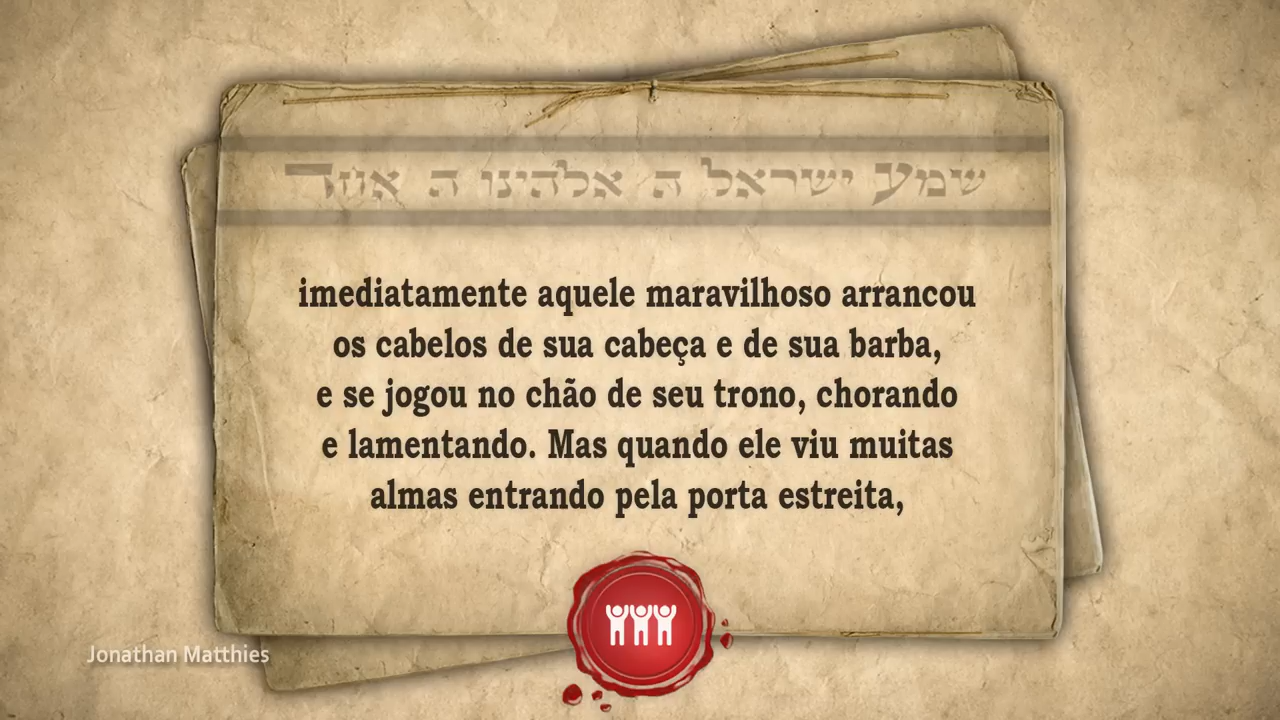 שמע ישראל ה אלהינו ה אחד
imediatamente aquele maravilhoso arrancou
os cabelos de sua cabeça e de sua barba,
e se jogou no chão de seu trono, chorando
e lamentando. Mas quando ele viu muitas
almas entrando pela porta estreita,
Jonathan Matthies